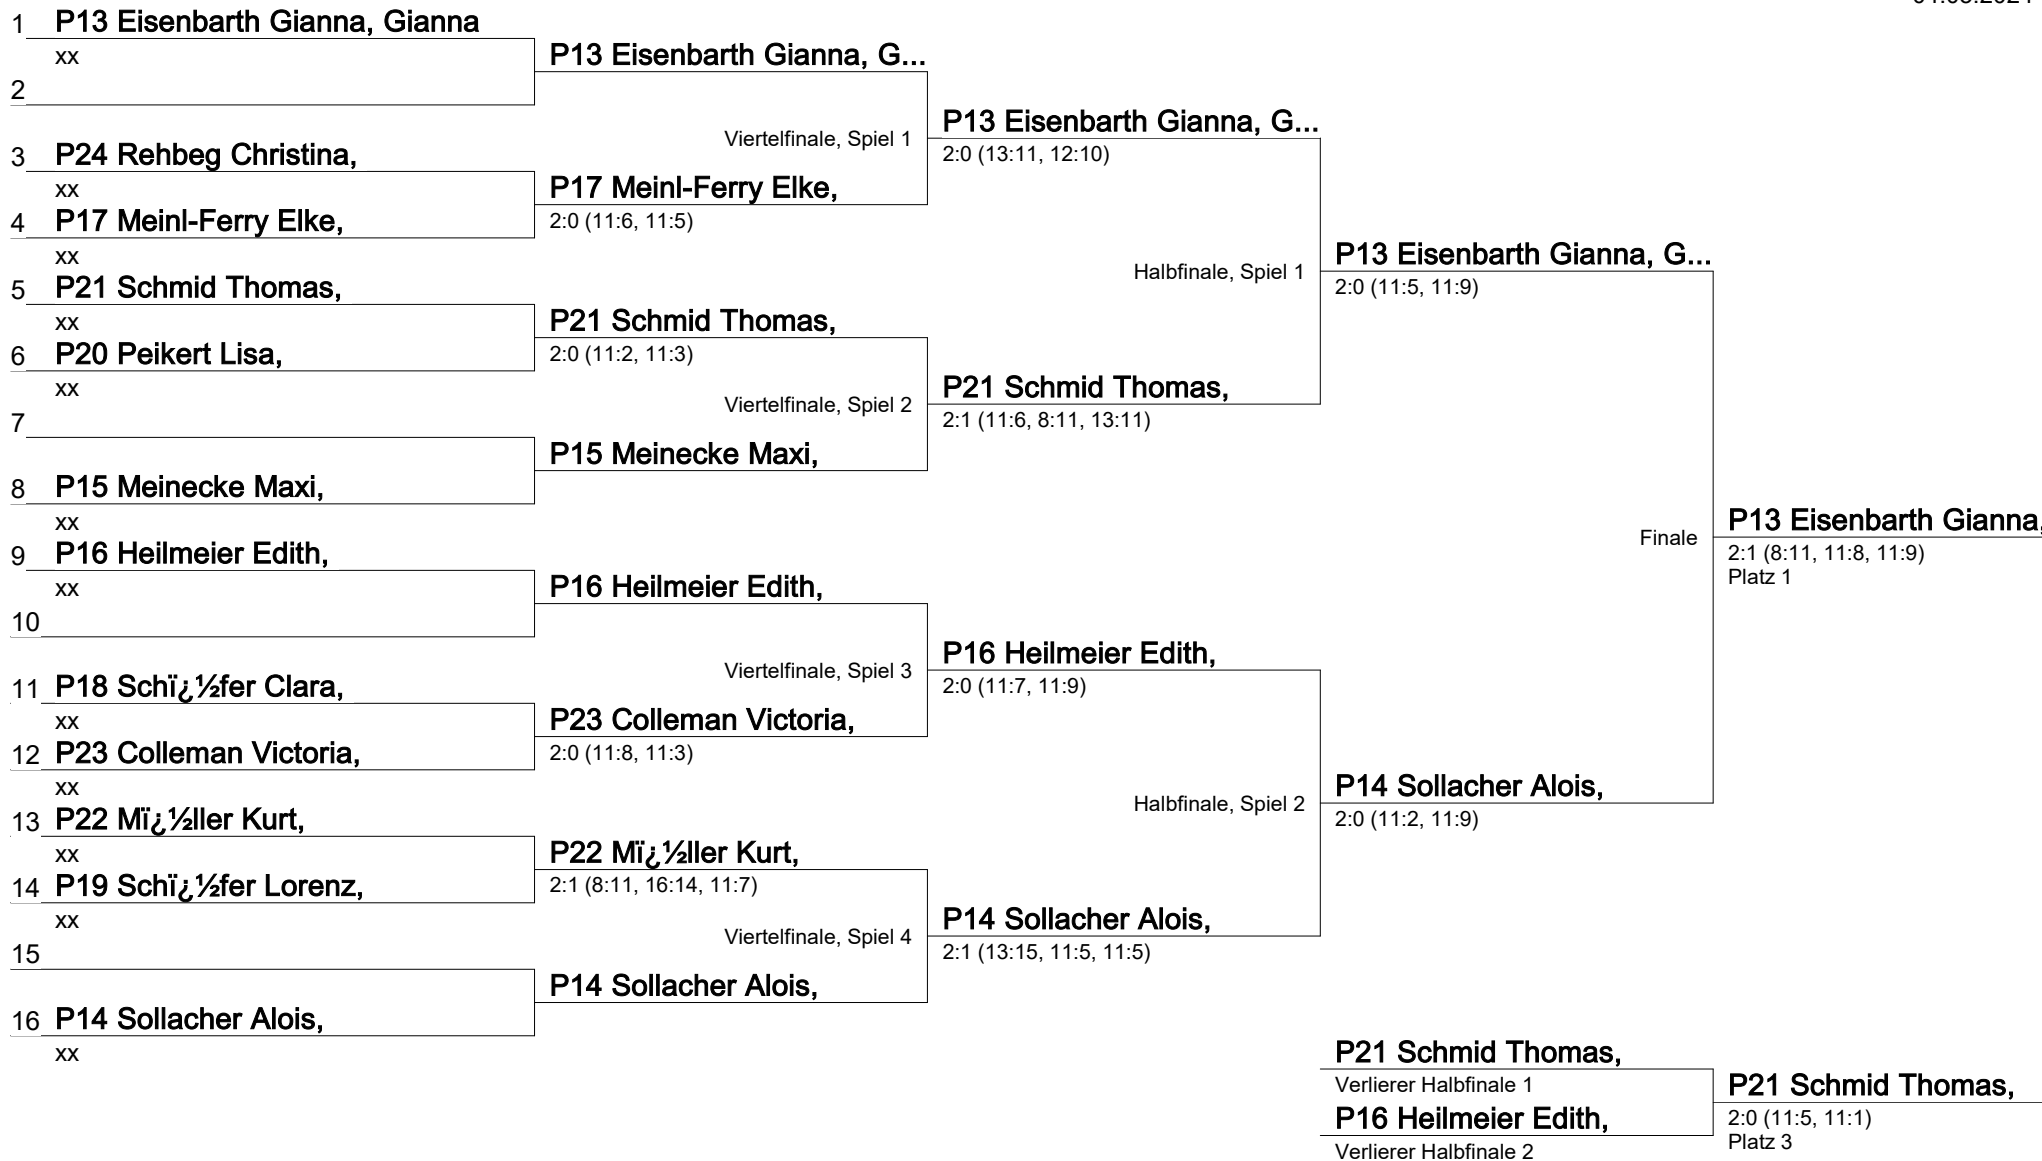 1 P13 Eisenbarth Gianna, Gianna
xx
2
3 P24 Rehbeg Christina,
xx
4 P17 Meinl-Ferry Elke,
xx
5 P21 Schmid Thomas,
xx
6 P20 Peikert Lisa,
xx
7
8 P15 Meinecke Maxi,
xx
9 P16 Heilmeier Edith,
xx
10
11 P18 Schï¿½fer Clara,
xx
12 P23 Colleman Victoria,
xx
13 P22 Mï¿½ller Kurt,
xx
14 P19 Schï¿½fer Lorenz,
xx
15
16 P14 Sollacher Alois,
xx
P13 Eisenbarth Gianna, G...
Viertelfinale, Spiel 1
P17 Meinl-Ferry Elke,
2:0 (11:6, 11:5)
P21 Schmid Thomas,
2:0 (11:2, 11:3)
Viertelfinale, Spiel 2
P15 Meinecke Maxi,
P16 Heilmeier Edith,
Viertelfinale, Spiel 3
P23 Colleman Victoria,
2:0 (11:8, 11:3)
P22 Mï¿½ller Kurt,
2:1 (8:11, 16:14, 11:7)
Viertelfinale, Spiel 4
P14 Sollacher Alois,
P13 Eisenbarth Gianna, G...
2:0 (13:11, 12:10)
Halbfinale, Spiel 1
P21 Schmid Thomas,
2:1 (11:6, 8:11, 13:11)
P16 Heilmeier Edith,
2:0 (11:7, 11:9)
Halbfinale, Spiel 2
P14 Sollacher Alois,
2:1 (13:15, 11:5, 11:5)
P13 Eisenbarth Gianna, G...
2:0 (11:5, 11:9)
Finale
P14 Sollacher Alois,
2:0 (11:2, 11:9)
P13 Eisenbarth Gianna,
2:1 (8:11, 11:8, 11:9)
Platz 1
P21 Schmid Thomas,
Verlierer Halbfinale 1
P16 Heilmeier Edith,
Verlierer Halbfinale 2
P21 Schmid Thomas,
2:0 (11:5, 11:1)
Platz 3